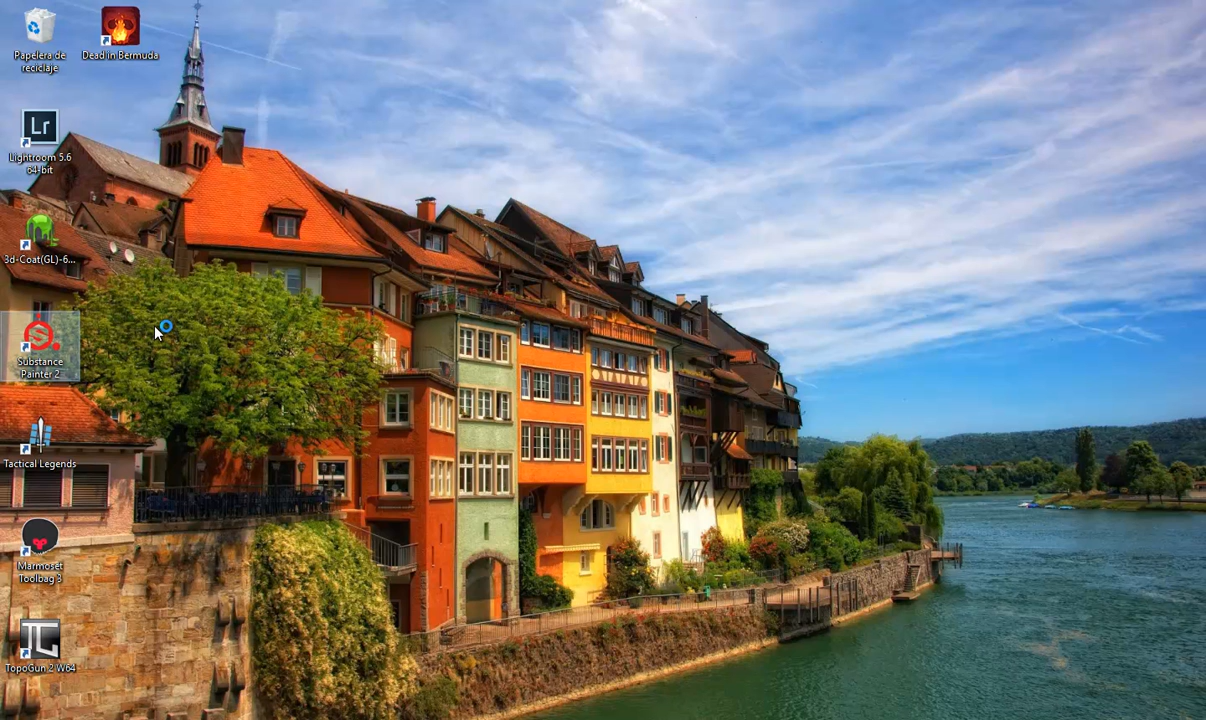 Papelera de
reciclaje
Dead in Bermuda
Lr
Lightroom 5.6
64-bit
3d-Coat(GL)-6...
Substance
Painter 2
Tactical Legends
Marmoset
Toolbag 3
TG
TopoGun 2 W64